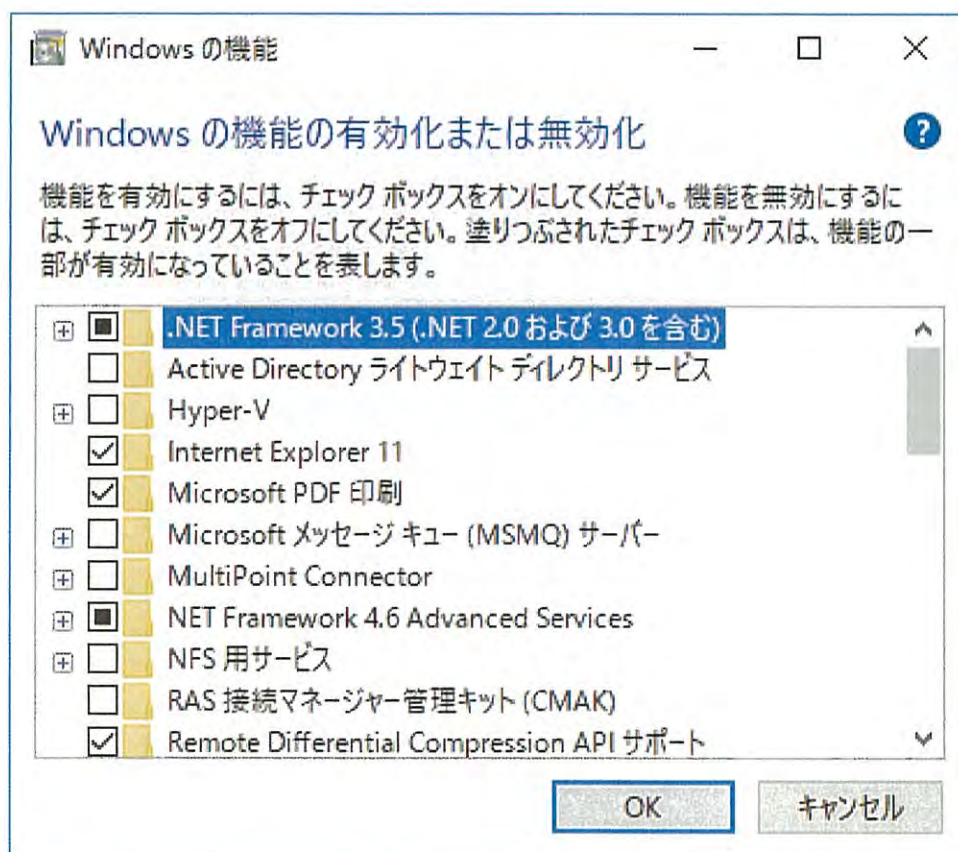 Windows の機能
Windows の機能の有効化または無効化
機能を有効にするには、チェック ボックスをオンにしてください。機能を無効にするに
は、チェック ボックスをオフにしてください。塗りつぶされたチェック ボックスは、機能の一
部が有効になっていることを表します。
.NET Framework 3.5 (.NET 2.0 および 3.0 を含む)
Active Directory ライトウェイト ディレクトリ サービス
Hyper-V
Internet Explorer 11
Microsoft PDF 印刷
Microsoft メッセージ キュー (MSMQ) サーバー
MultiPoint Connector
NET Framework 4.6 Advanced Services
NFS 用サービス
RAS 接続マネージャー管理キット (CMAK)
Remote Differential Compression API サポート
OK
キャンセル